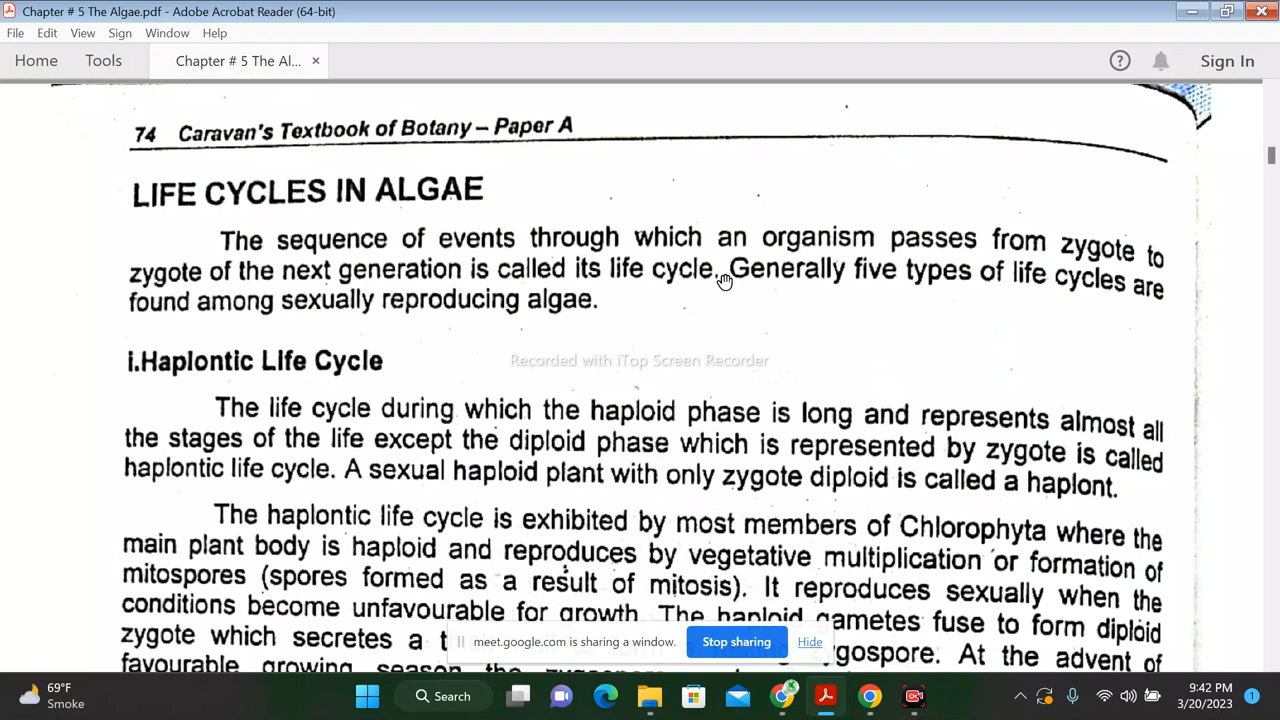 Chapter # 5 The Algae.pdf - Adobe Acrobat Reader (64-bit)
File Edit View Sign Window Help
Home Tools Chapter # 5 The Al... × ? Sign In
74 Caravan's Textbook of Botany – Paper A
LIFE CYCLES IN ALGAE
The sequence of events through which an organism passes from zygote to
zygote of the next generation is called its life cycle. Generally five types of life cycles are
found among sexually reproducing algae.
i.Haplontic Life Cycle
Recorded with iTop Screen Recorder
The life cycle during which the haploid phase is long and represents almost all
the stages of the life except the diploid phase which is represented by zygote is called
haplontic life cycle. A sexual haploid plant with only zygote diploid is called a haplont.
The haplontic life cycle is exhibited by most members of Chlorophyta where the
main plant body is haploid and reproduces by vegetative multiplication or formation of
mitospores (spores formed as a result of mitosis). It reproduces sexually when the
conditions become unfavourable for growth. The haploid gametes fuse to form diploid
zygote which secretes a zygospore. At the advent of
meet.google.com is sharing a window. Stop sharing Hide
favourable growing season the
69°F
Smoke
Search
9:42 PM
3/20/2023
1